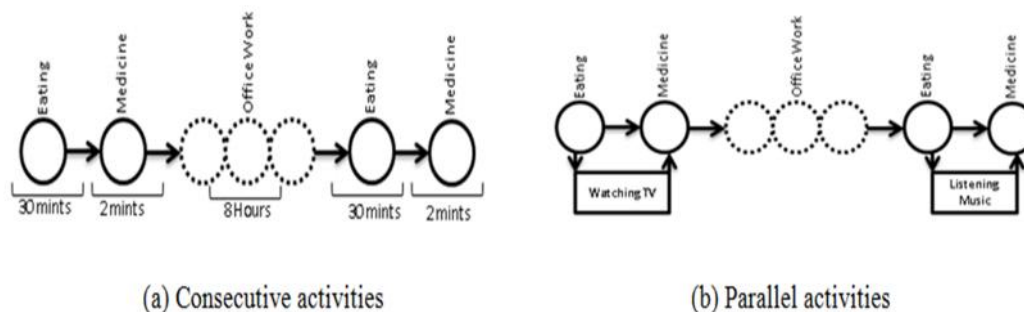 Eating
Medicine
Office Work
Eating
Medicine
30mints
2mints
8Hours
30mints
2mints
(a) Consecutive activities
Eating
Medicine
Office Work
Eating
Medicine
Watching TV
Listening
Music
(b) Parallel activities